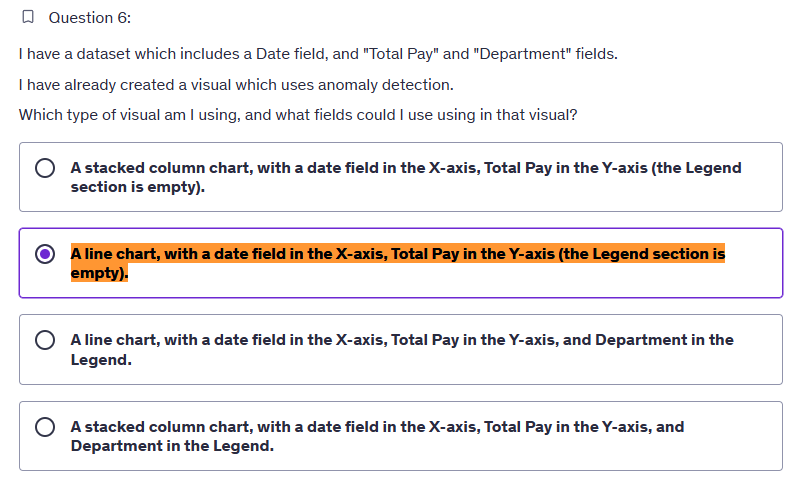 Question 6:
I have a dataset which includes a Date field, and "Total Pay" and "Department" fields.
I have already created a visual which uses anomaly detection.
Which type of visual am I using, and what fields could I use using in that visual?
A stacked column chart, with a date field in the X-axis, Total Pay in the Y-axis (the Legend
section is empty).
A line chart, with a date field in the X-axis, Total Pay in the Y-axis (the Legend section is
empty).
A line chart, with a date field in the X-axis, Total Pay in the Y-axis, and Department in the
Legend.
A stacked column chart, with a date field in the X-axis, Total Pay in the Y-axis, and
Department in the Legend.